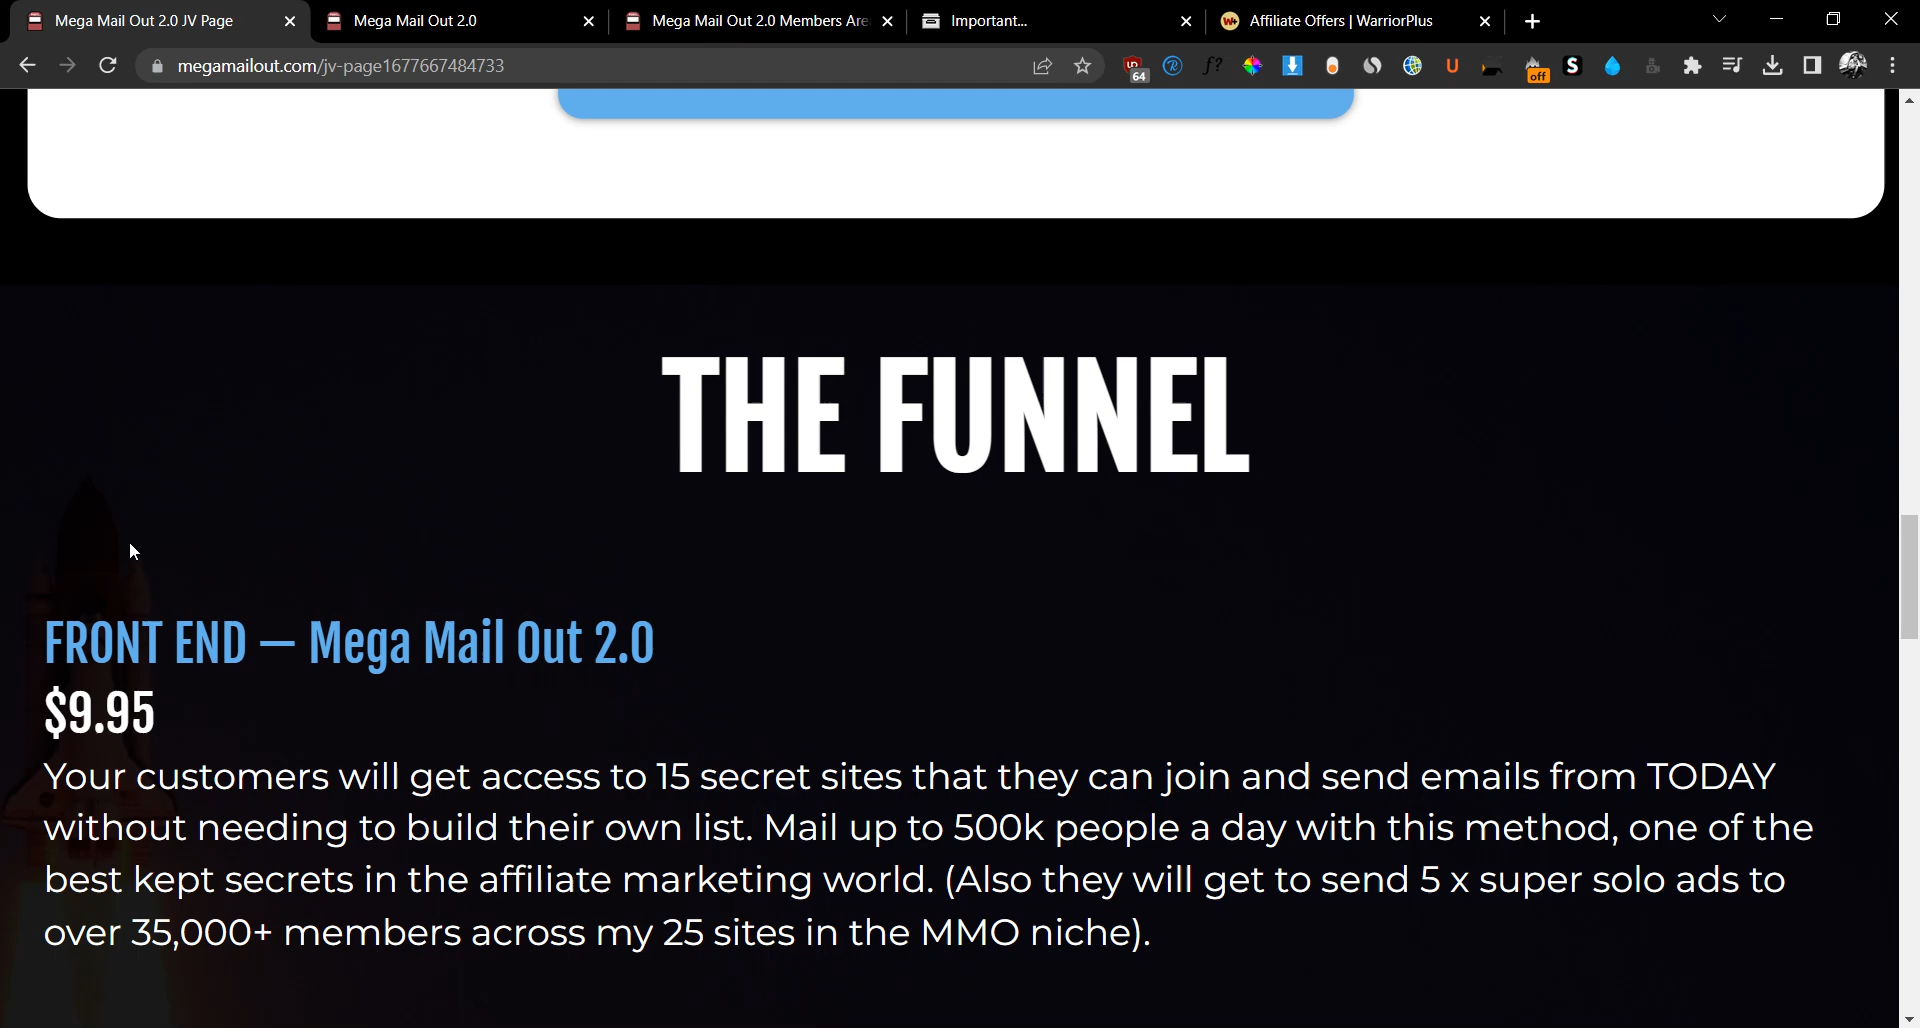 Mega Mail Out 2.0 JV Page
Mega Mail Out 2.0
Mega Mail Out 2.0 Members Are
Important...
Affiliate Offers | WarriorPlus
megamailout.com/jv-page1677667484733
64
off
THE FUNNEL
FRONT END — Mega Mail Out 2.0
$9.95
Your customers will get access to 15 secret sites that they can join and send emails from TODAY
without needing to build their own list. Mail up to 500k people a day with this method, one of the
best kept secrets in the affiliate marketing world. (Also they will get to send 5 x super solo ads to
over 35,000+ members across my 25 sites in the MMO niche).